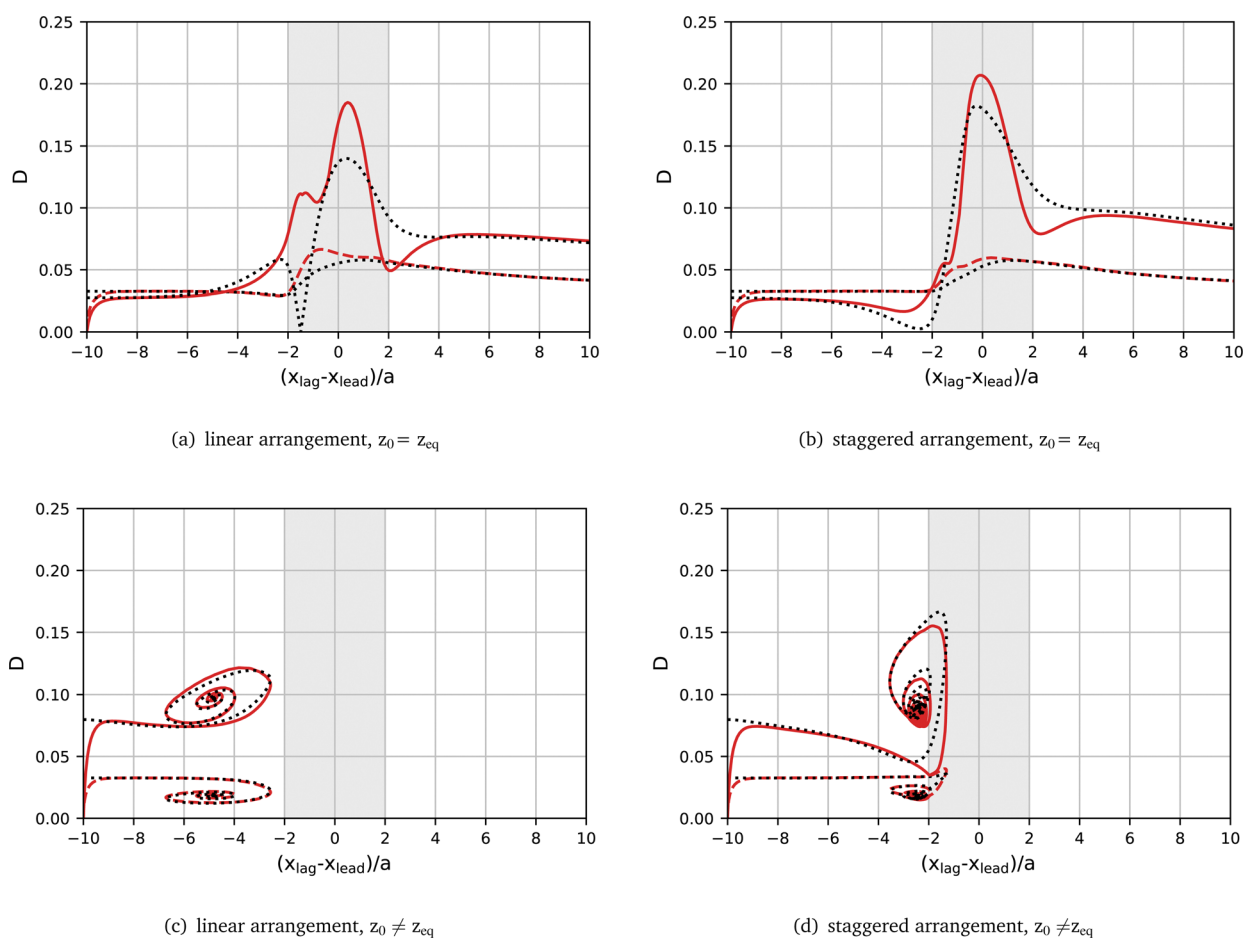 0.25
0.20
0.15
0.10
0.05
0.00
D
−10 −8 −6 −4 −2 0 2 4 6 8 10
(xlag-xlead)/a
(a) linear arrangement, z0= zeq
0.25
0.20
0.15
0.10
0.05
0.00
D
−10 −8 −6 −4 −2 0 2 4 6 8 10
(xlag-xlead)/a
(b) staggered arrangement, z0= zeq
0.25
0.20
0.15
0.10
0.05
0.00
D
−10 −8 −6 −4 −2 0 2 4 6 8 10
(xlag-xlead)/a
(c) linear arrangement, z0 ≠ zeq
0.25
0.20
0.15
0.10
0.05
0.00
D
−10 −8 −6 −4 −2 0 2 4 6 8 10
(xlag-xlead)/a
(d) staggered arrangement, z0 ≠zeq